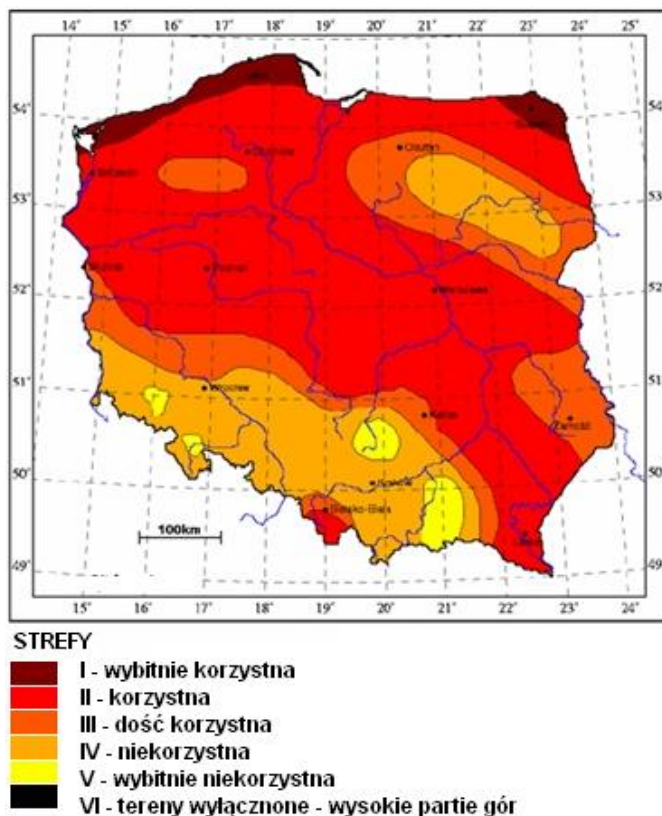 14° 15° 16° 17° 18° 19° 20° 21° 22° 23° 24° 25°
54° 54°
Olsztyn
53° 53°
Szczecin
Poznań
52° 52°
Warszawa
51° Wrocław Kielce 51°
Zamość
50° 50°
Kraków
Bielsko-Biała
100km
49° 49°
15° 16° 17° 18° 19° 20° 21° 22° 23° 24°
STREFY
I - wybitnie korzystna
II - korzystna
III - dość korzystna
IV - niekorzystna
V - wybitnie niekorzystna
VI - tereny wyłącznone - wysokie partie gór